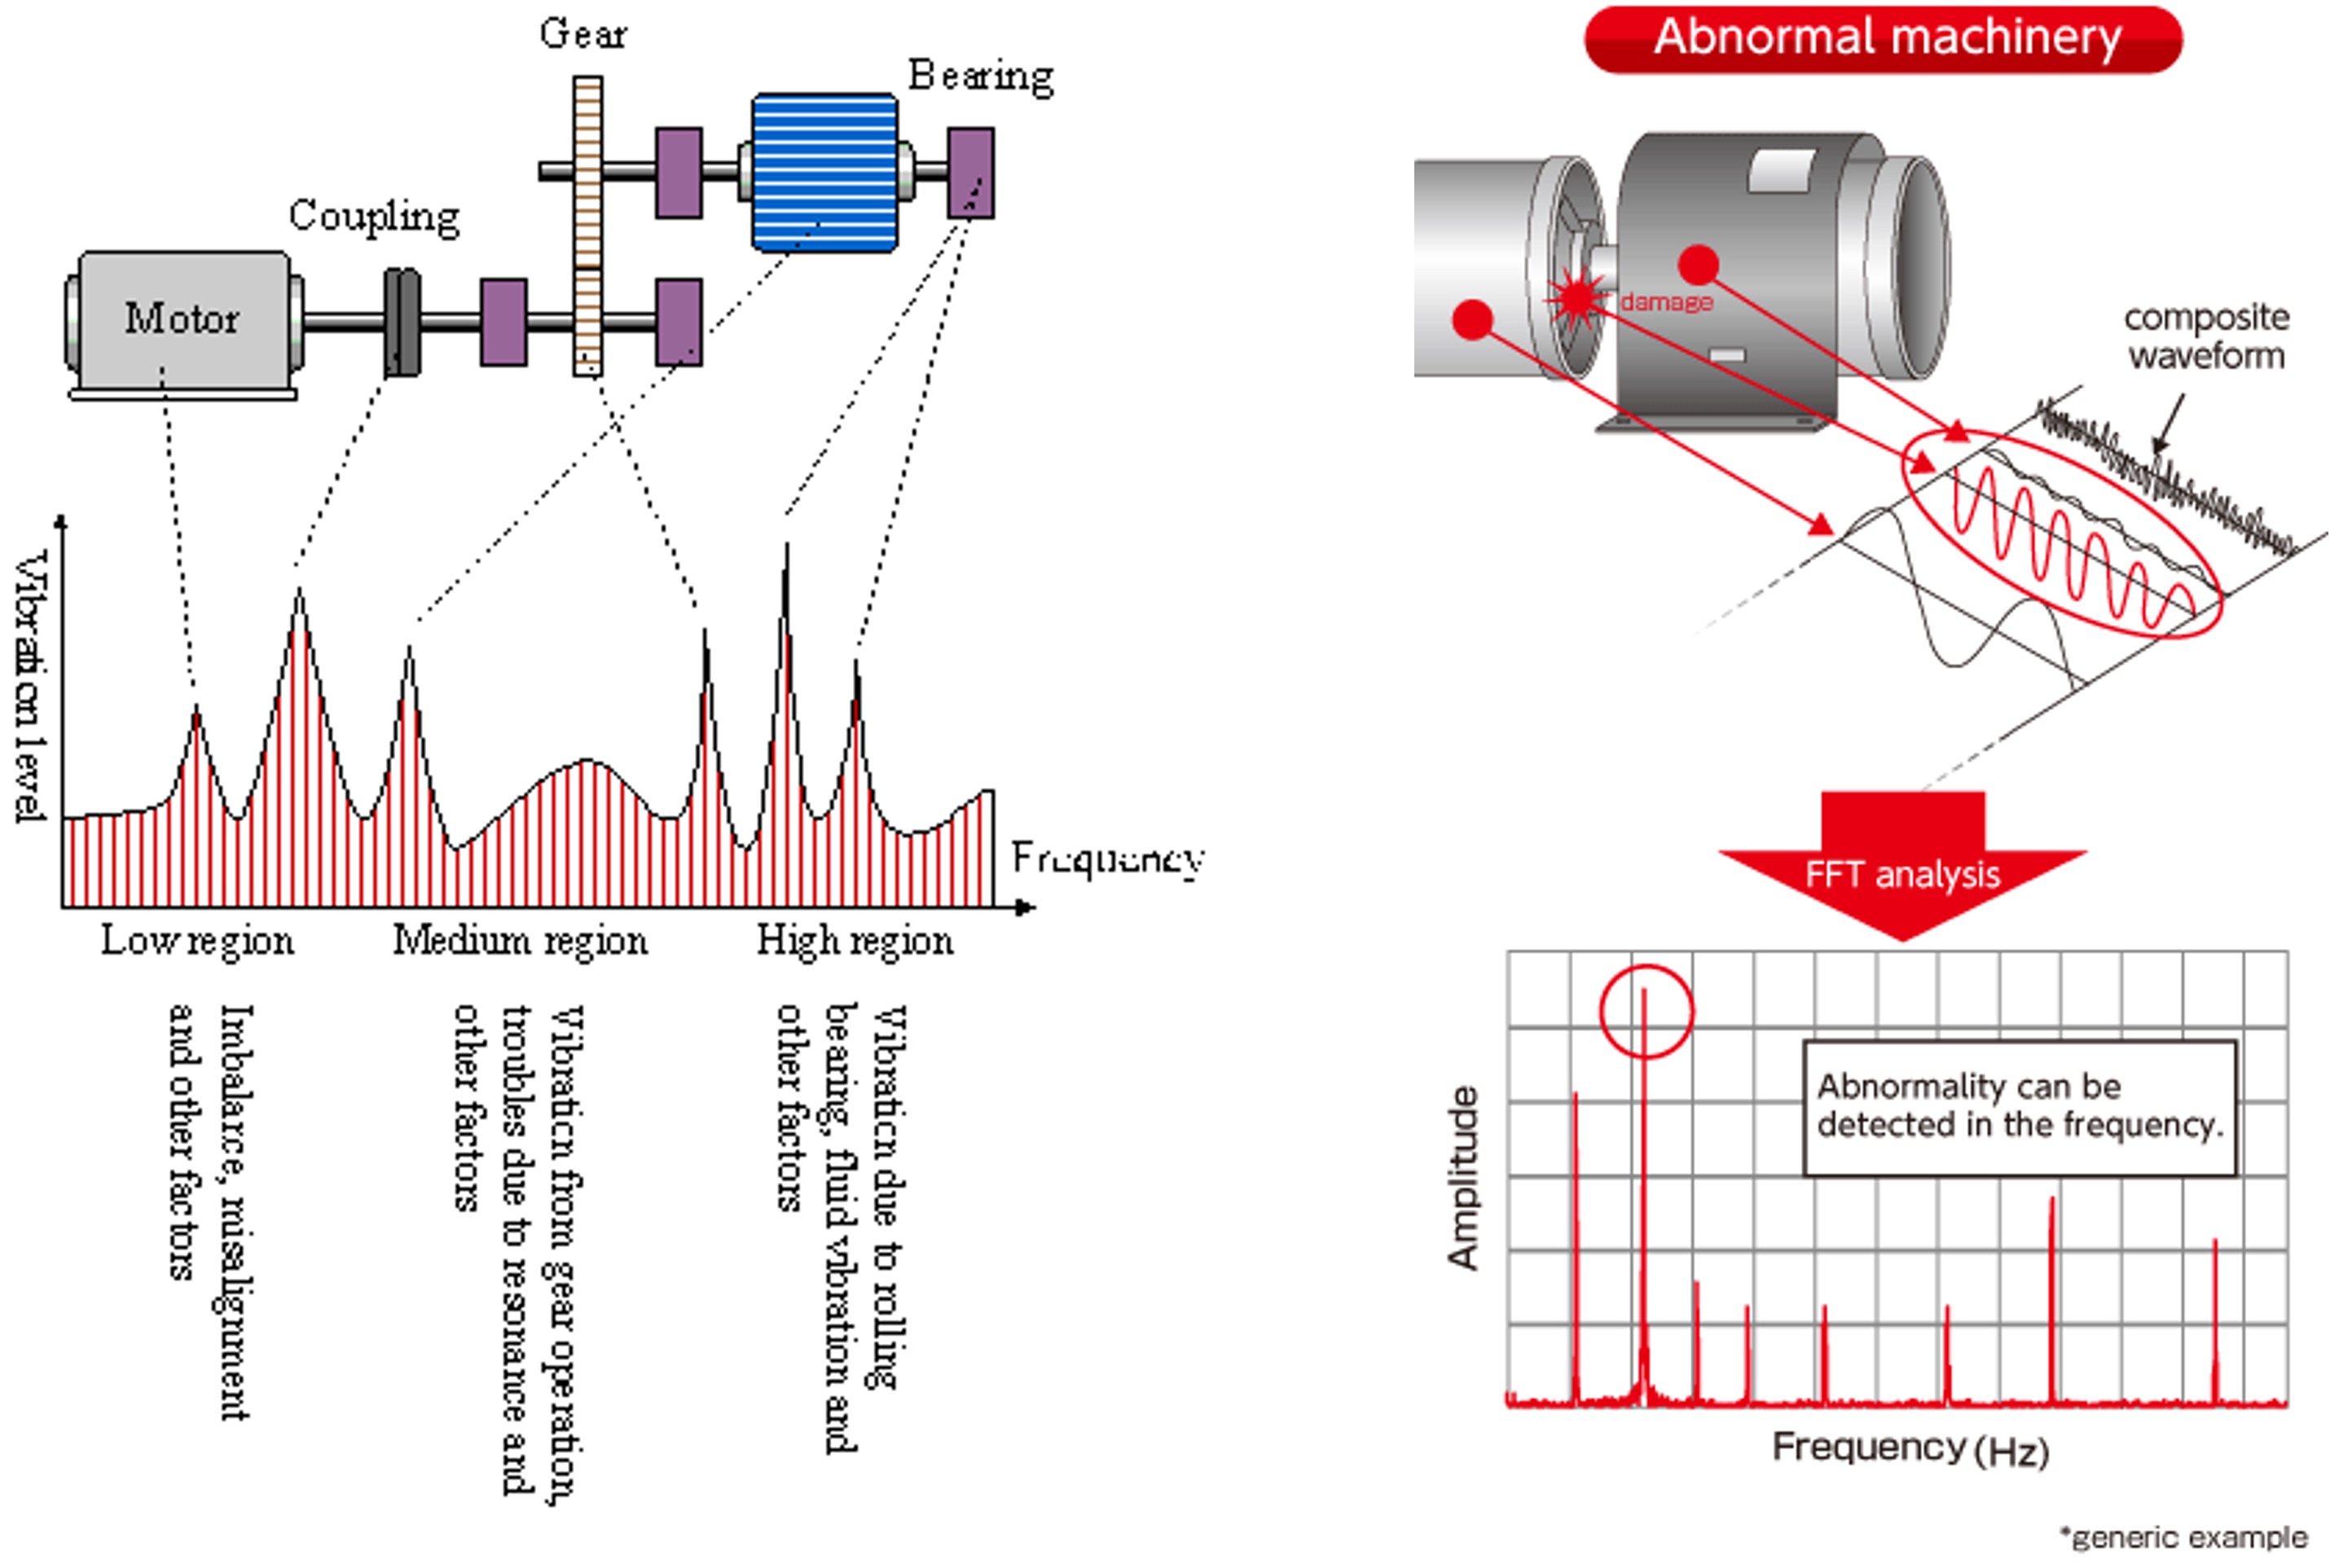 Gear
Bearing
Coupling
Motor
Vibration level
Frequency
Low region
Medium region
High region
Imbalance, misalignment
and other factors
Vibration from gear operation,
troubles due to resonance and
other factors
Vibration due to rolling
bearing, fluid vibration and
other factors
Abnormal machinery
damage
composite
waveform
FFT analysis
Abnormality can be
detected in the frequency.
Amplitude
Frequency (Hz)
*generic example